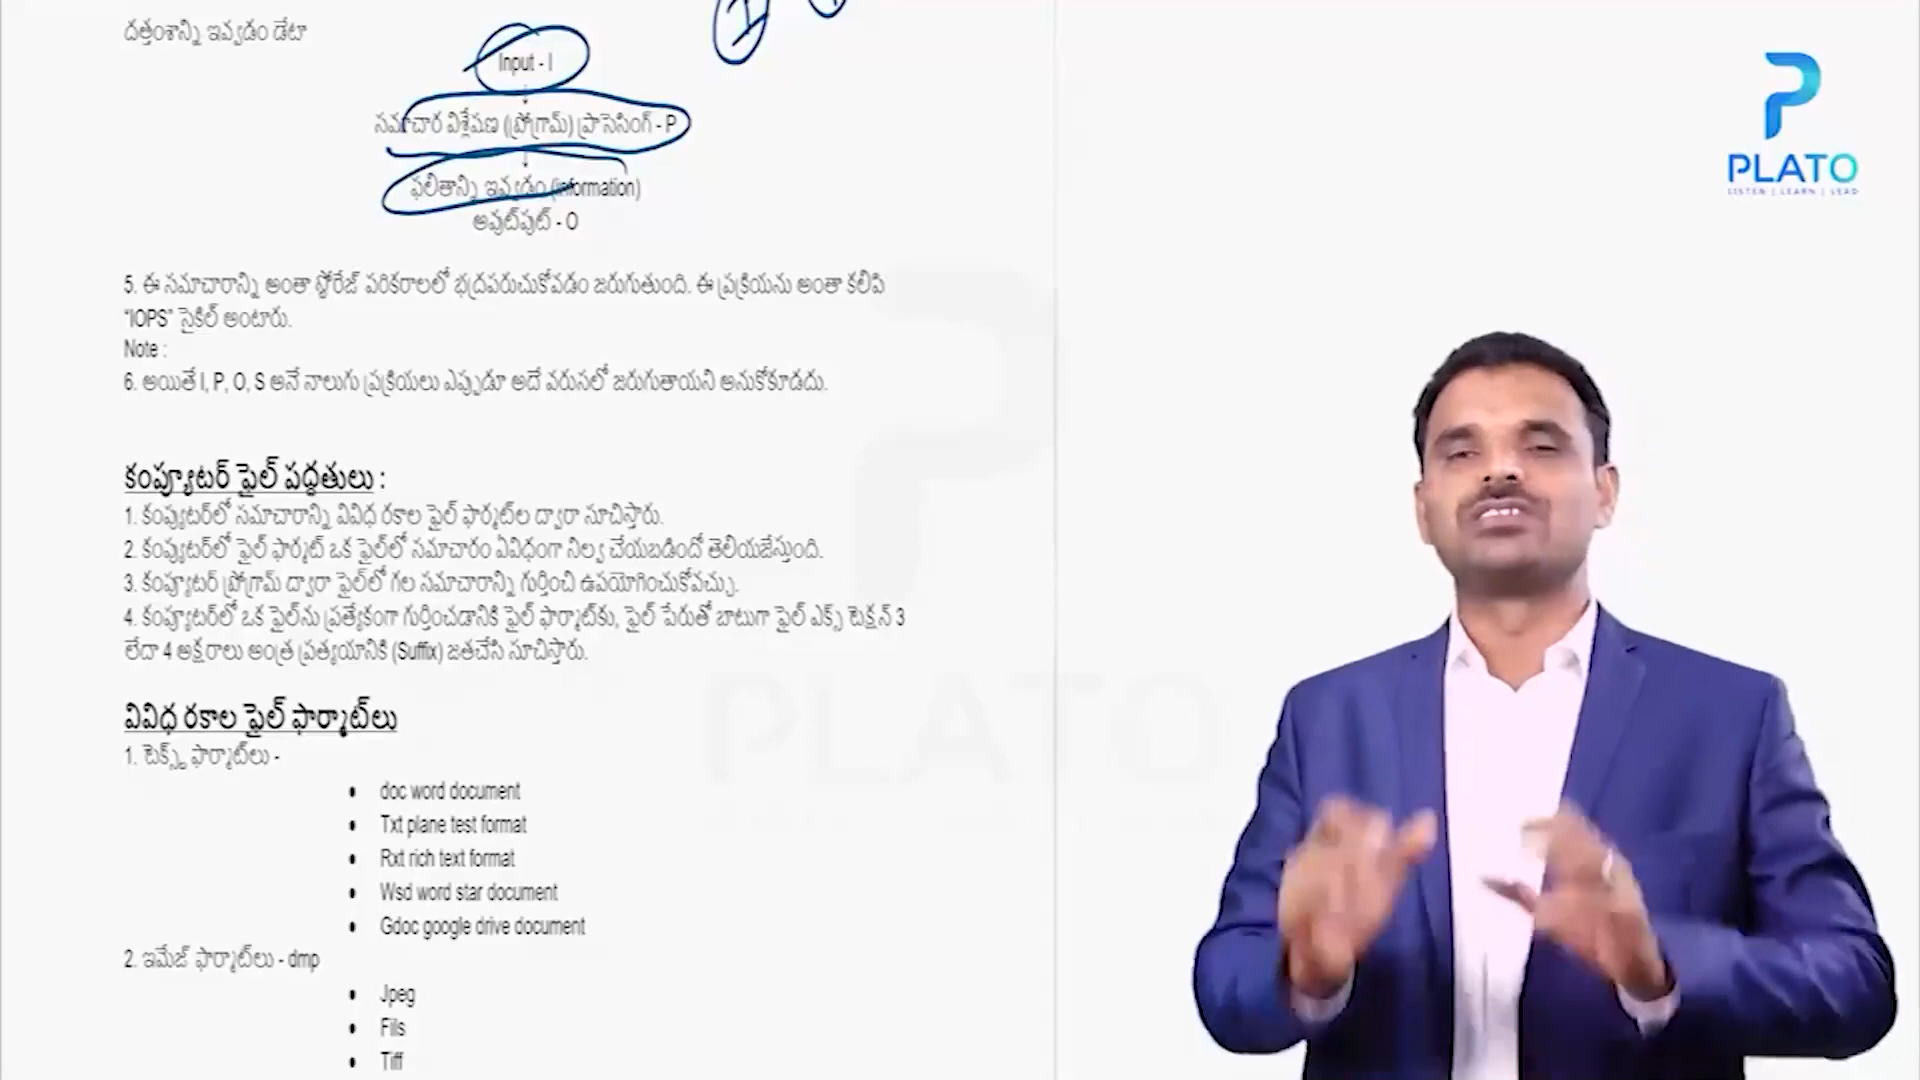 దత్తంశాన్ని ఇవ్వడం డేటా
Input - I
సమాచార విశ్లేషణ (ప్రోగ్రామ్) ప్రాసెసింగ్ - P
ఫలితాన్ని ఇవ్వడం (information)
అవుట్‌పుట్ - O
PLATO
LISTEN | LEARN | LEAD
5. ఈ సమాచారాన్ని అంతా స్టోరేజ్ పరికరాలలో భద్రపరుచుకోవడం జరుగుతుంది. ఈ ప్రక్రియను అంతా కలిపి
"IOPS" సైకిల్ అంటారు.
Note :
6. అయితే I, P, O, S అనే నాలుగు ప్రక్రియలు ఎప్పుడూ అదే వరుసలో జరుగుతాయని అనుకోకూడదు.
కంప్యూటర్ ఫైల్ పద్ధతులు :
1. కంప్యుటర్‌లో సమాచారాన్ని వివిధ రకాల ఫైల్ ఫార్మట్‌ల ద్వారా సూచిస్తారు.
2. కంప్యుటర్‌లో ఫైల్ ఫార్మట్ ఒక ఫైల్‌లో సమాచారం ఏవిధంగా నిల్వ చేయబడిందో తెలియజేస్తుంది.
3. కంప్యూటర్ ప్రోగ్రామ్ ద్వారా ఫైల్‌లో గల సమాచారాన్ని గుర్తించి ఉపయోగించుకోవచ్చు.
4. కంప్యూటర్‌లో ఒక ఫైల్‌ను ప్రత్యేకంగా గుర్తించడానికి ఫైల్ ఫార్మాట్‌కు, ఫైల్ పేరుతో బాటుగా ఫైల్ ఎక్స్ టెక్షన్ 3
లేదా 4 అక్షరాలు అంత్ర ప్రత్యయానికి (Suffix) జతచేసి సూచిస్తారు.
వివిధ రకాల ఫైల్ ఫార్మాట్‌లు
1. టెక్స్ట్ ఫార్మాట్‌లు -
• doc word document
• Txt plane test format
• Rxt rich text format
• Wsd word star document
• Gdoc google drive document
2. ఇమేజ్ ఫార్మాట్‌లు - dmp
• Jpeg
• Fils
• Tiff
PLATO